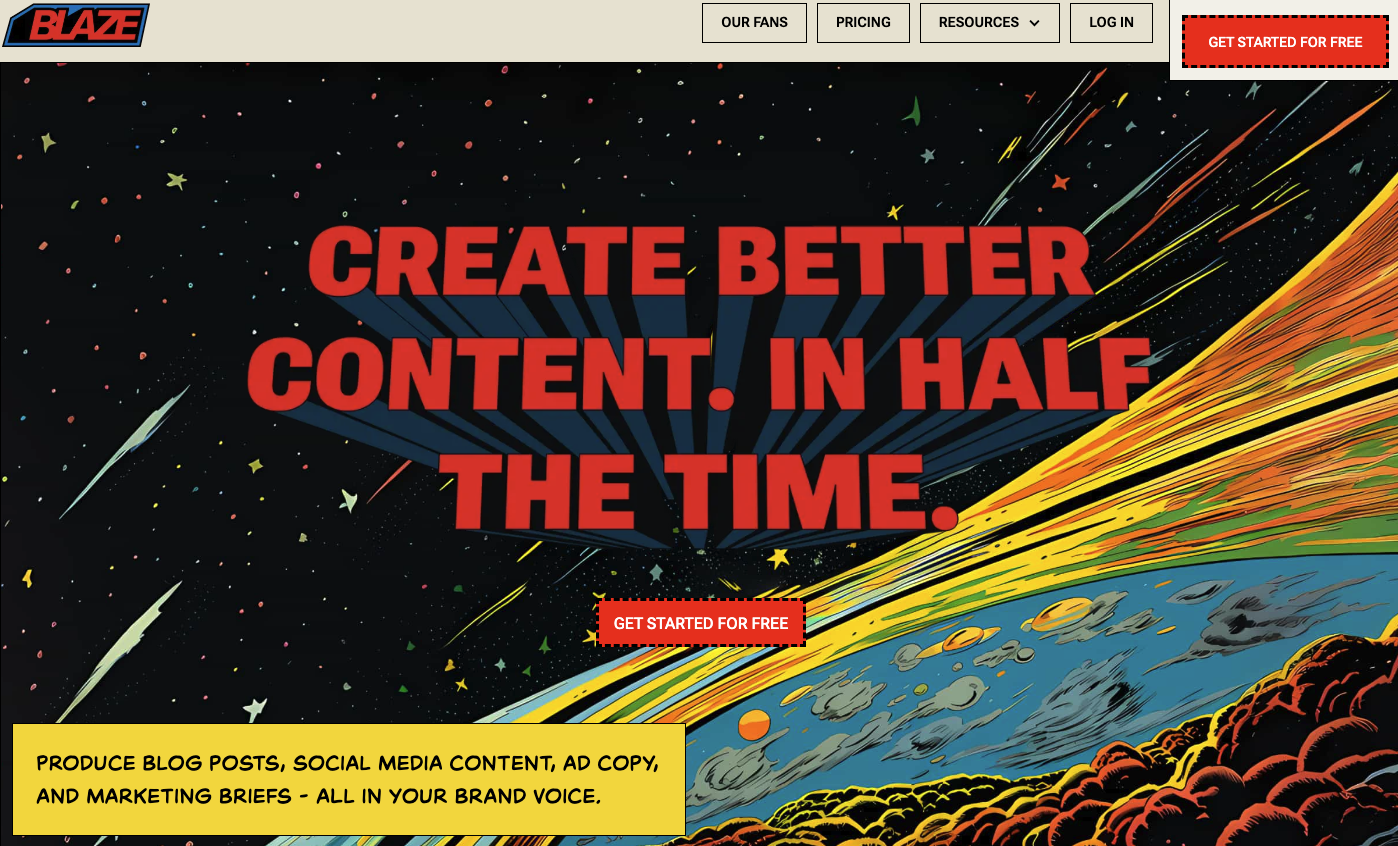 BLAZE
OUR FANS
PRICING
RESOURCES
LOG IN
GET STARTED FOR FREE
CREATE BETTER
CONTENT. IN HALF
THE TIME.
GET STARTED FOR FREE
PRODUCE BLOG POSTS, SOCIAL MEDIA CONTENT, AD COPY,
AND MARKETING BRIEFS - ALL IN YOUR BRAND VOICE.